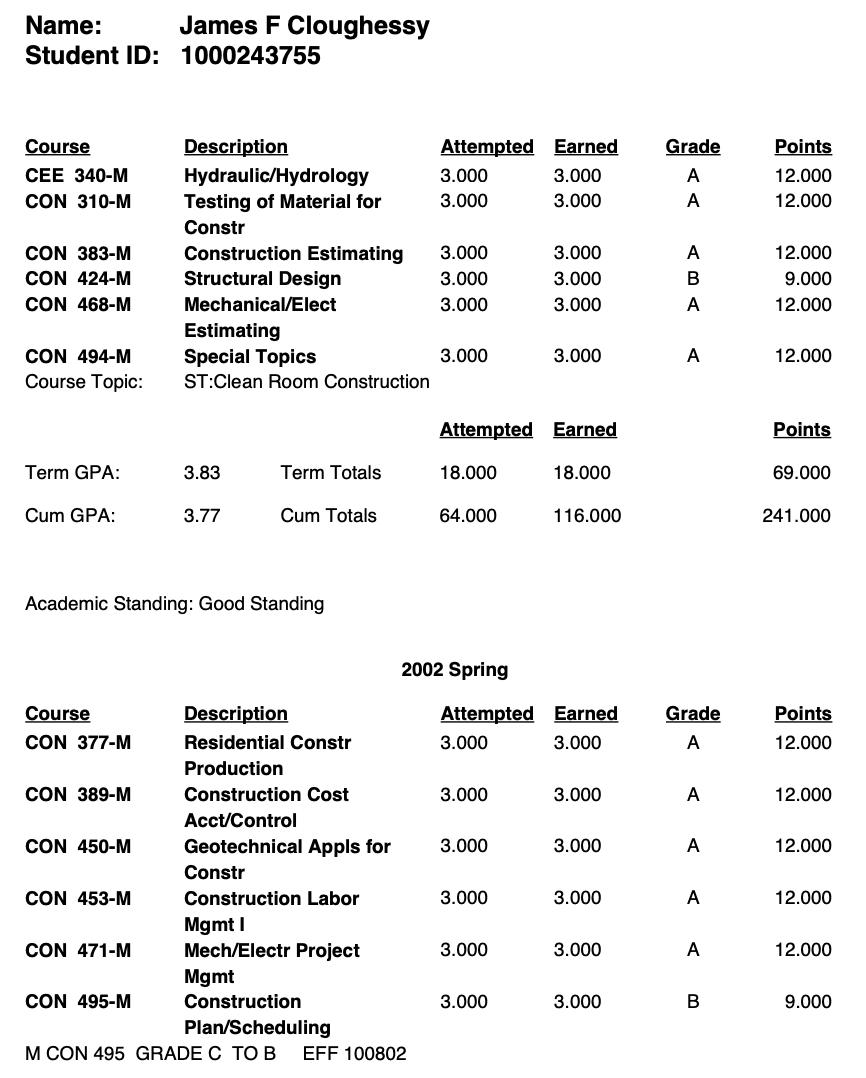 Name: James F Cloughessy
Student ID: 1000243755
Course Description Attempted Earned Grade Points
CEE 340-M Hydraulic/Hydrology 3.000 3.000 A 12.000
CON 310-M Testing of Material for 3.000 3.000 A 12.000
Constr
CON 383-M Construction Estimating 3.000 3.000 A 12.000
CON 424-M Structural Design 3.000 3.000 B 9.000
CON 468-M Mechanical/Elect 3.000 3.000 A 12.000
Estimating
CON 494-M Special Topics 3.000 3.000 A 12.000
Course Topic: ST:Clean Room Construction
Attempted Earned Points
Term GPA: 3.83 Term Totals 18.000 18.000 69.000
Cum GPA: 3.77 Cum Totals 64.000 116.000 241.000
Academic Standing: Good Standing
2002 Spring
Course Description Attempted Earned Grade Points
CON 377-M Residential Constr 3.000 3.000 A 12.000
Production
CON 389-M Construction Cost 3.000 3.000 A 12.000
Acct/Control
CON 450-M Geotechnical Appls for 3.000 3.000 A 12.000
Constr
CON 453-M Construction Labor 3.000 3.000 A 12.000
Mgmt I
CON 471-M Mech/Electr Project 3.000 3.000 A 12.000
Mgmt
CON 495-M Construction 3.000 3.000 B 9.000
Plan/Scheduling
M CON 495 GRADE C TO B EFF 100802